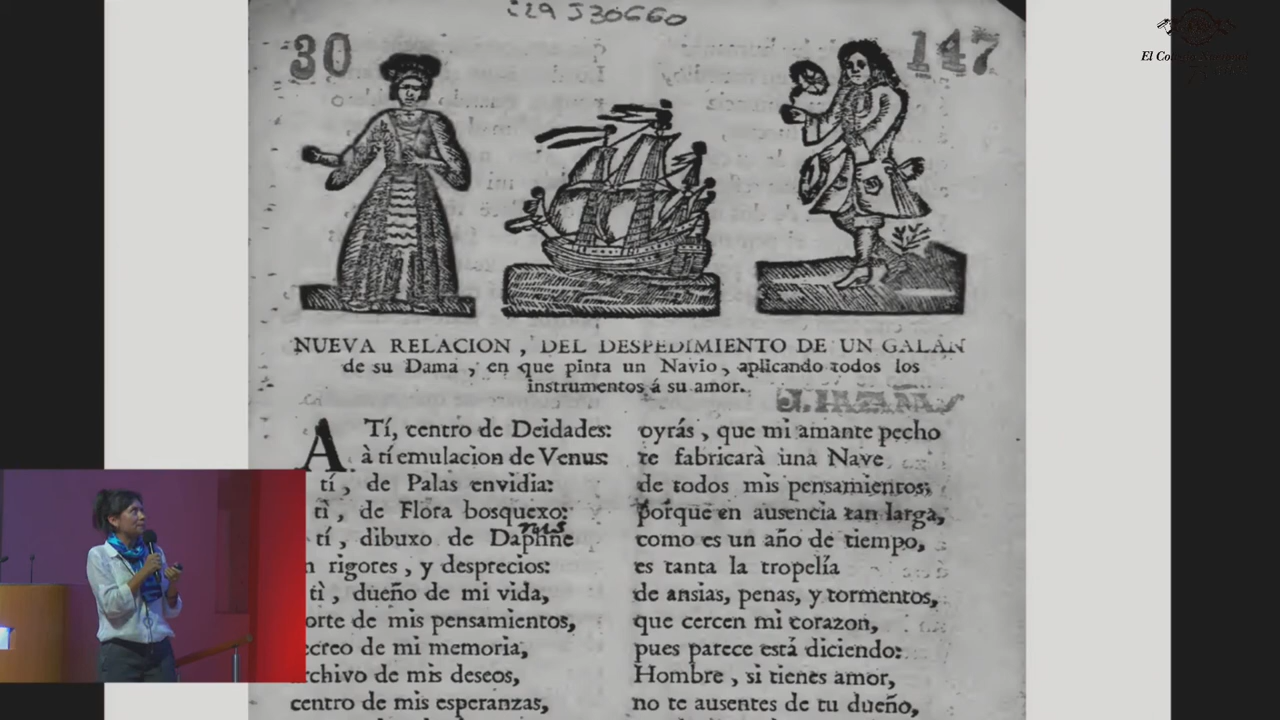 30
147
NUEVA RELACION, DEL DESPEDIMIENTO DE UN GALAN
de su Dama, en que pinta un Navio, aplicando todos los
instrumentos á su amor.
A Tí, centro de Deidades:
à tí emulacion de Venus:
tí, de Palas envidia:
tì, de Flora bosquexo:
tí, dibuxo de Daphne
rigores, y desprecios:
tì, dueño de mi vida,
orte de mis pensamientos,
creo de mi memoria,
chivo de mis deseos,
centro de mis esperanzas,
oyrás, que mi amante pecho
te fabricarà una Nave
de todos mis pensamientos;
porque en ausencia tan larga,
como es un año de tiempo,
es tanta la tropelía
de ansias, penas, y tormentos,
que cercen mi corazon,
pues parece está diciendo:
Hombre, si tienes amor,
no te ausentes de tu dueño,